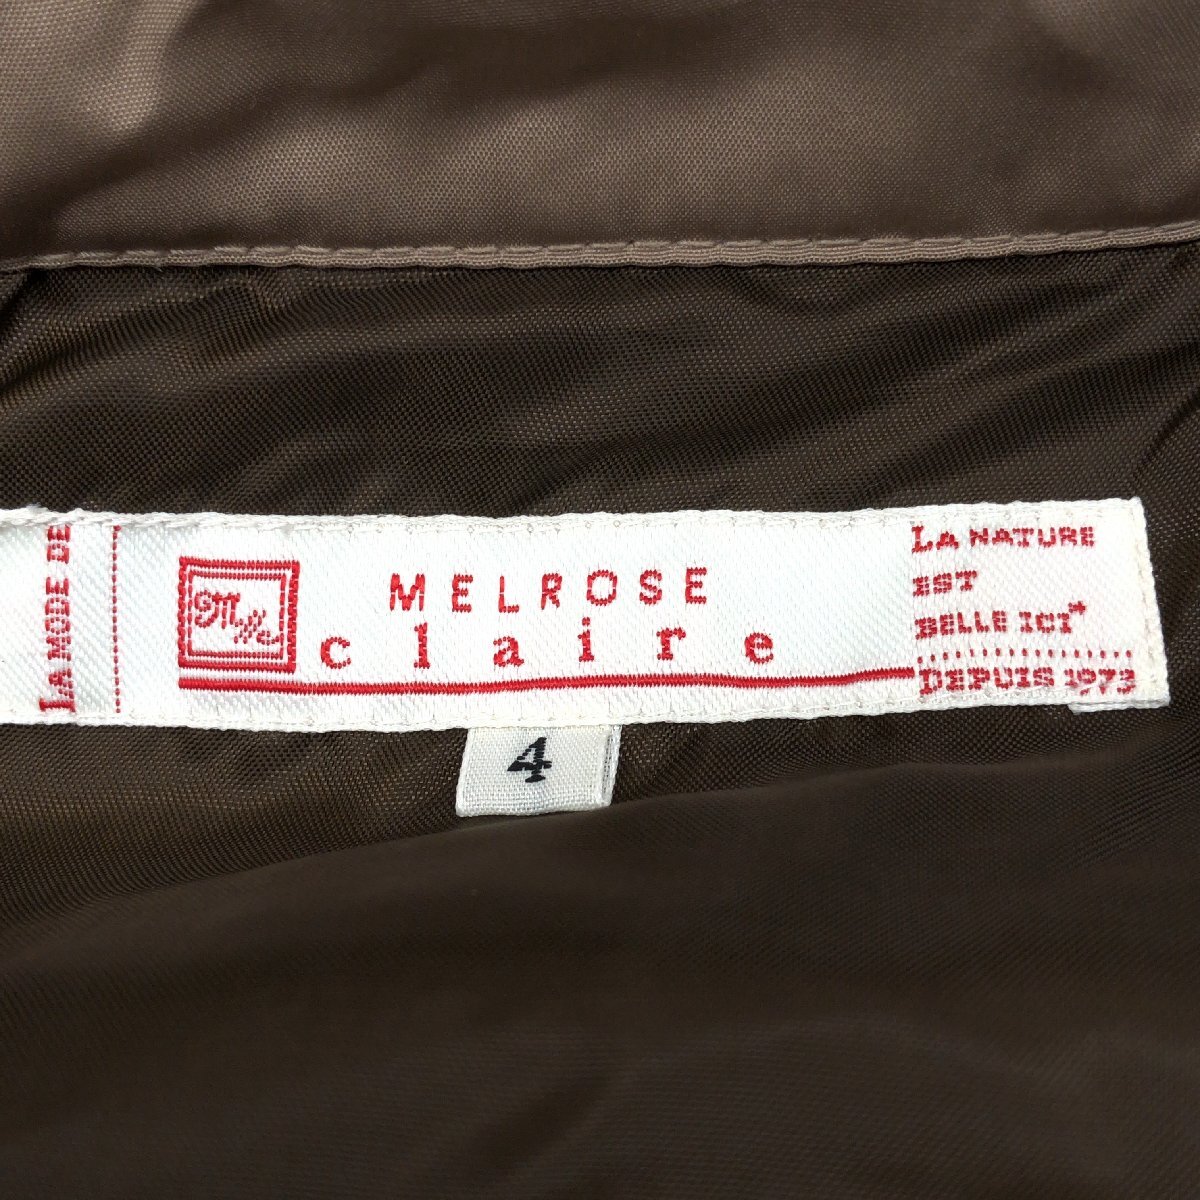 LA MODE DE
MELROSE
claire
LA NATURE
EST
BELLE ICI
DEPUIS 1973
4